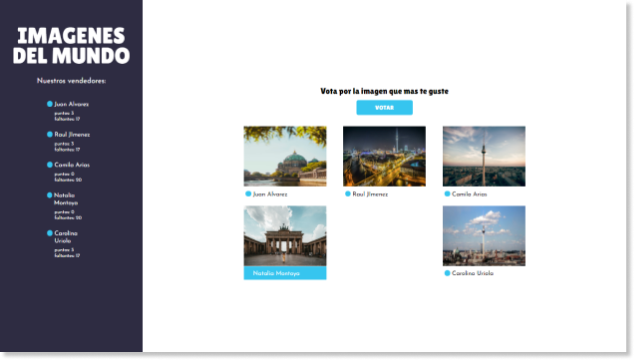 IMAGENES
DEL MUNDO
Nuestros vendedores:
Juan Alvarez
puntos 3
faltantes 17
Raul Jimenez
puntos 3
faltantes 17
Camila Arias
puntos 0
faltantes 20
Natalia
Montoya
puntos 0
faltantes 20
Carolina
Uriola
puntos 3
faltantes 17
Vota por la imagen que mas te guste
VOTAR
Juan Alvarez
Raul Jimenez
Camila Arias
Natalia Montoya
Carolina Uriola